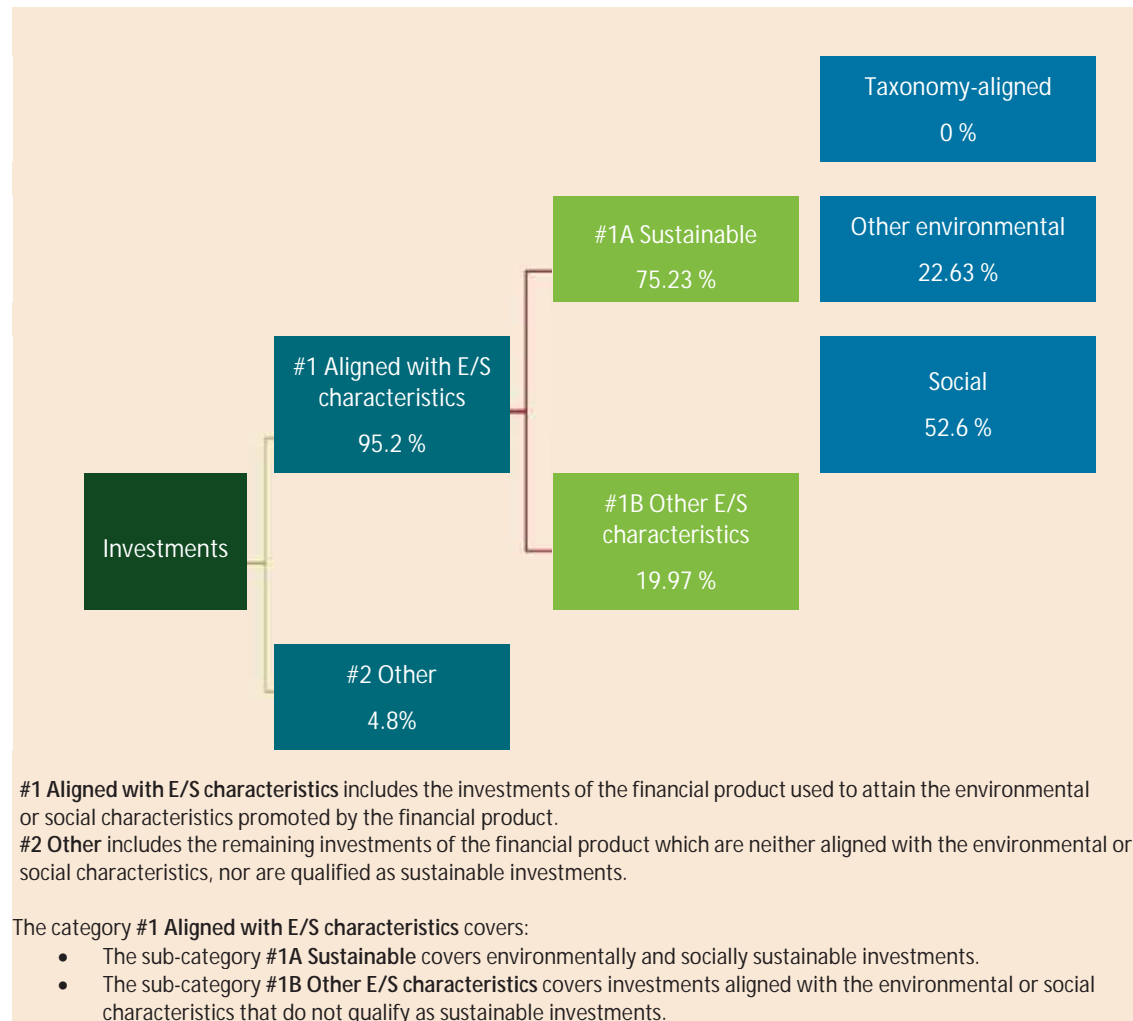 Taxonomy-aligned
0 %
#1A Sustainable
75.23 %
Other environmental
22.63 %
#1 Aligned with E/S
characteristics
95.2 %
Social
52.6 %
Investments
#1B Other E/S
characteristics
19.97 %
#2 Other
4.8%
#1 Aligned with E/S characteristics includes the investments of the financial product used to attain the environmental
or social characteristics promoted by the financial product.
#2 Other includes the remaining investments of the financial product which are neither aligned with the environmental or
social characteristics, nor are qualified as sustainable investments.
The category #1 Aligned with E/S characteristics covers:
• The sub-category #1A Sustainable covers environmentally and socially sustainable investments.
• The sub-category #1B Other E/S characteristics covers investments aligned with the environmental or social
characteristics that do not qualify as sustainable investments.